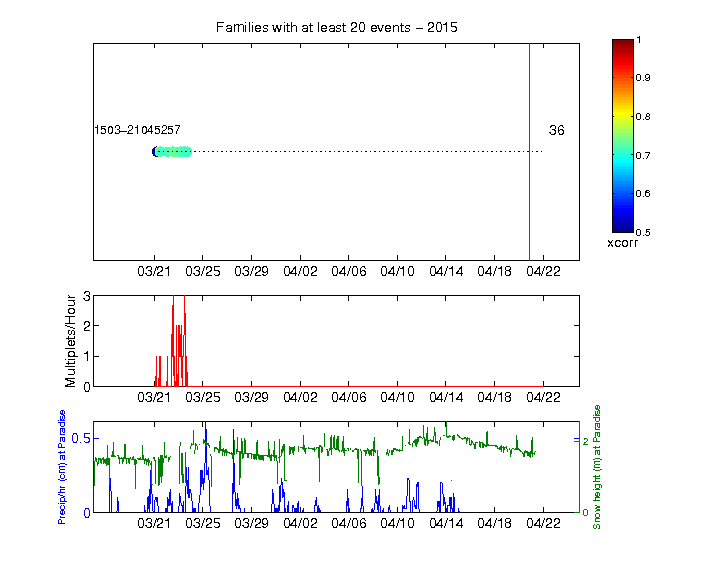 Families with at least 20 events − 2015
1503−21045257
36
03/21 03/25 03/29 04/02 04/06 04/10 04/14 04/18 04/22
1
0.9
0.8
0.7
0.6
0.5
xcorr
Multiplets/Hour
3
2
1
0
03/21 03/25 03/29 04/02 04/06 04/10 04/14 04/18 04/22
Precip/hr (cm) at Paradise
0.5
0
2
0
Snow height (m) at Paradise
03/21 03/25 03/29 04/02 04/06 04/10 04/14 04/18 04/22